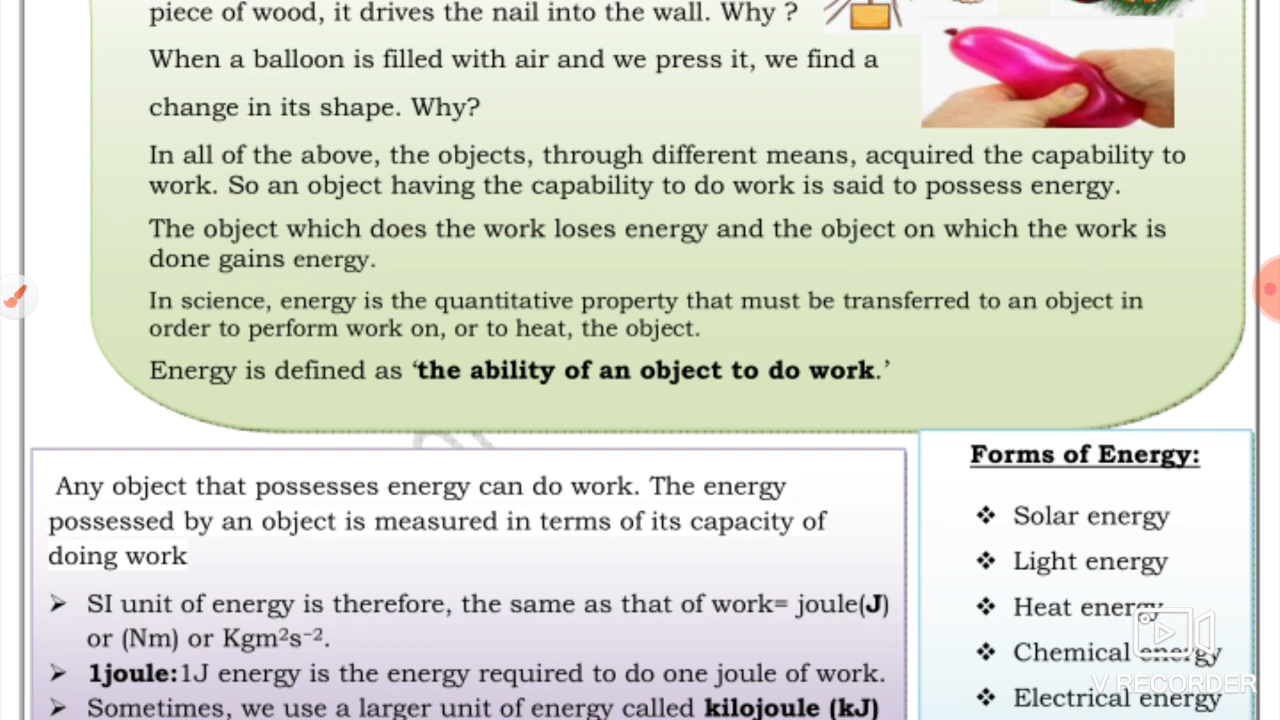 piece of wood, it drives the nail into the wall. Why ?
When a balloon is filled with air and we press it, we find a
change in its shape. Why?
In all of the above, the objects, through different means, acquired the capability to
work. So an object having the capability to do work is said to possess energy.
The object which does the work loses energy and the object on which the work is
done gains energy.
In science, energy is the quantitative property that must be transferred to an object in
order to perform work on, or to heat, the object.
Energy is defined as ‘the ability of an object to do work.’
Any object that possesses energy can do work. The energy
possessed by an object is measured in terms of its capacity of
doing work
➢ SI unit of energy is therefore, the same as that of work= joule(J)
or (Nm) or Kgm²s⁻².
➢ 1joule:1J energy is the energy required to do one joule of work.
➢ Sometimes, we use a larger unit of energy called kilojoule (kJ)
Forms of Energy:
❖ Solar energy
❖ Light energy
❖ Heat energy
❖ Chemical energy
❖ Electrical energy
V RECORDER